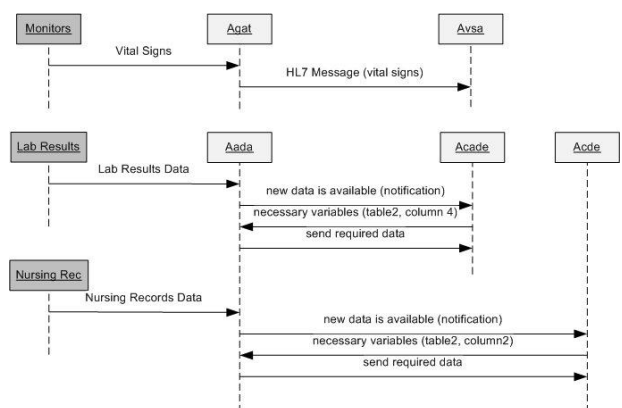 Monitors
Agat
Avsa
Vital Signs
HL7 Message (vital signs)
Lab Results
Aada
Acade
Acde
Lab Results Data
new data is available (notification)
necessary variables (table2, column 4)
send required data
Nursing Rec
Nursing Records Data
new data is available (notification)
necessary variables (table2, column2)
send required data